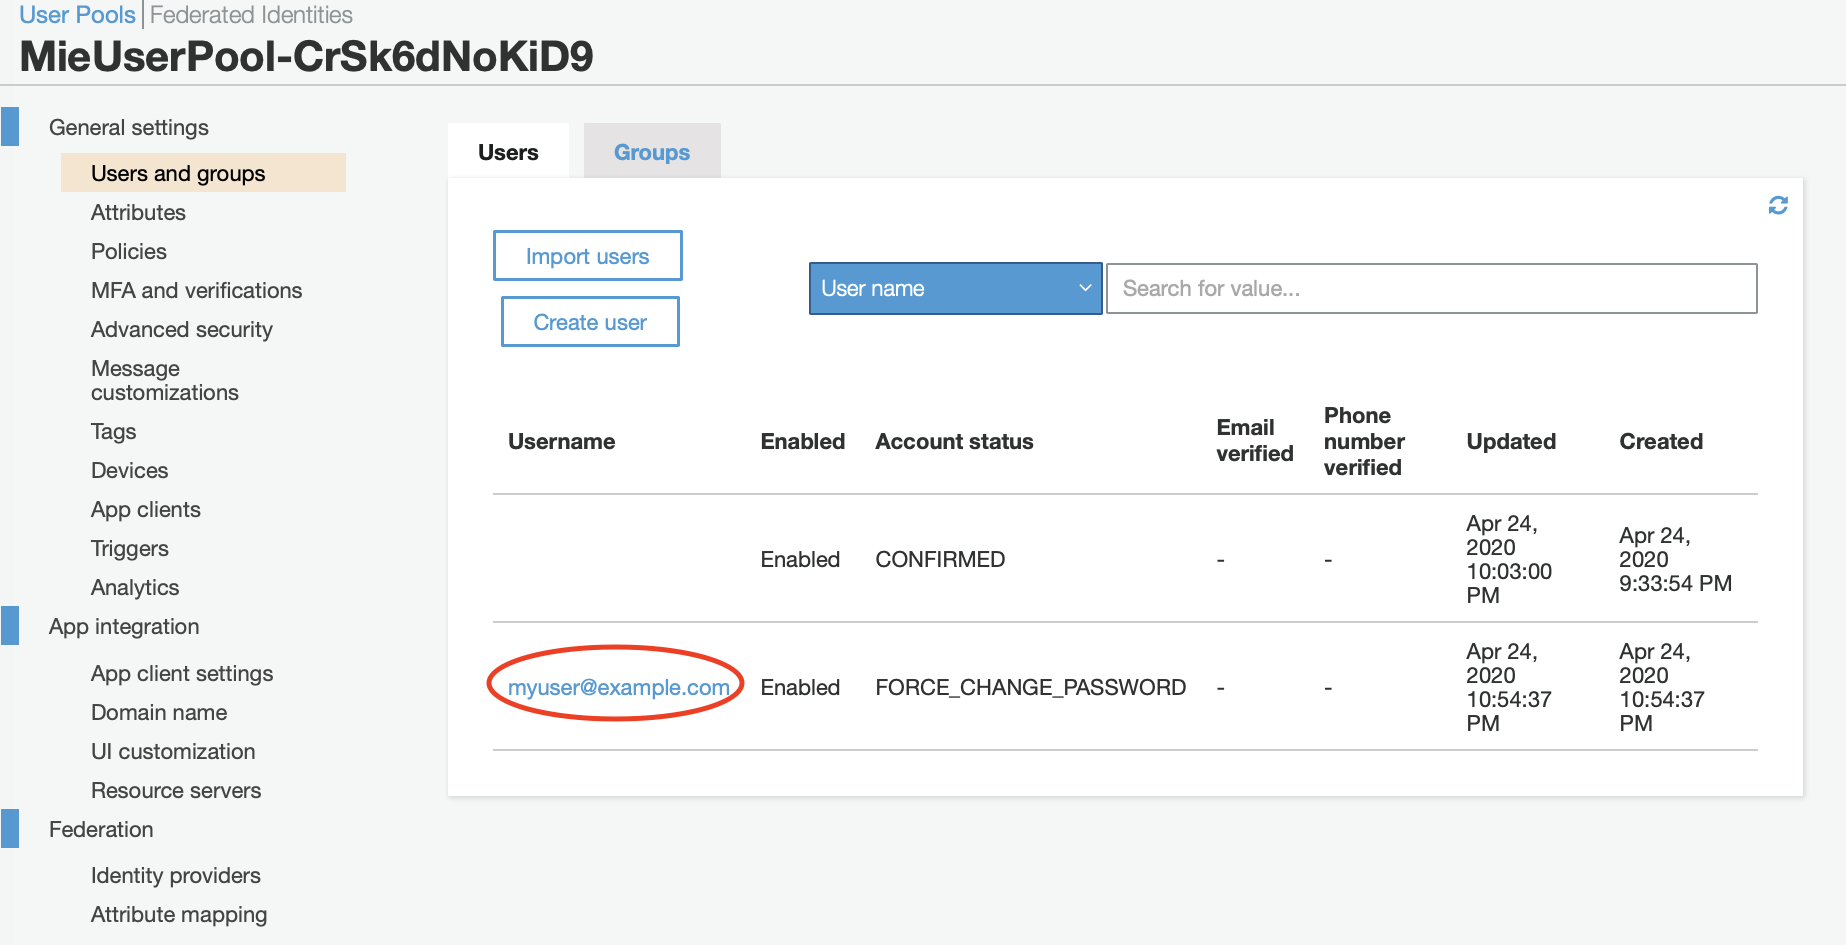 User Pools | Federated Identities
MieUserPool-CrSk6dNoKiD9
General settings
Users and groups
Attributes
Policies
MFA and verifications
Advanced security
Message
customizations
Tags
Devices
App clients
Triggers
Analytics
App integration
App client settings
Domain name
UI customization
Resource servers
Federation
Identity providers
Attribute mapping
Users Groups
Import users
Create user
User name Search for value...
Username Enabled Account status Email verified Phone number verified Updated Created
Enabled CONFIRMED - - Apr 24, 2020 10:03:00 PM Apr 24, 2020 9:33:54 PM
myuser@example.com Enabled FORCE_CHANGE_PASSWORD - - Apr 24, 2020 10:54:37 PM Apr 24, 2020 10:54:37 PM